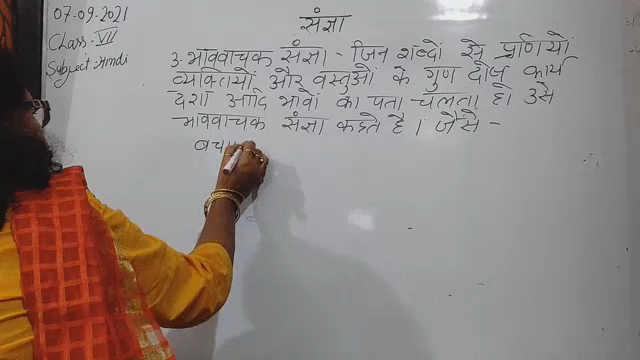 07-09-2021
Class - VII
Subject Hindi
संज्ञा
3. भाववाचक संज्ञा - जिन शब्दों से प्राणियों
व्यक्तियों और वस्तुओं के गुण दोष कार्य
दशा आदि भावों का पता चलता हो उसे
भाववाचक संज्ञा कहते है । जैसे -
बच